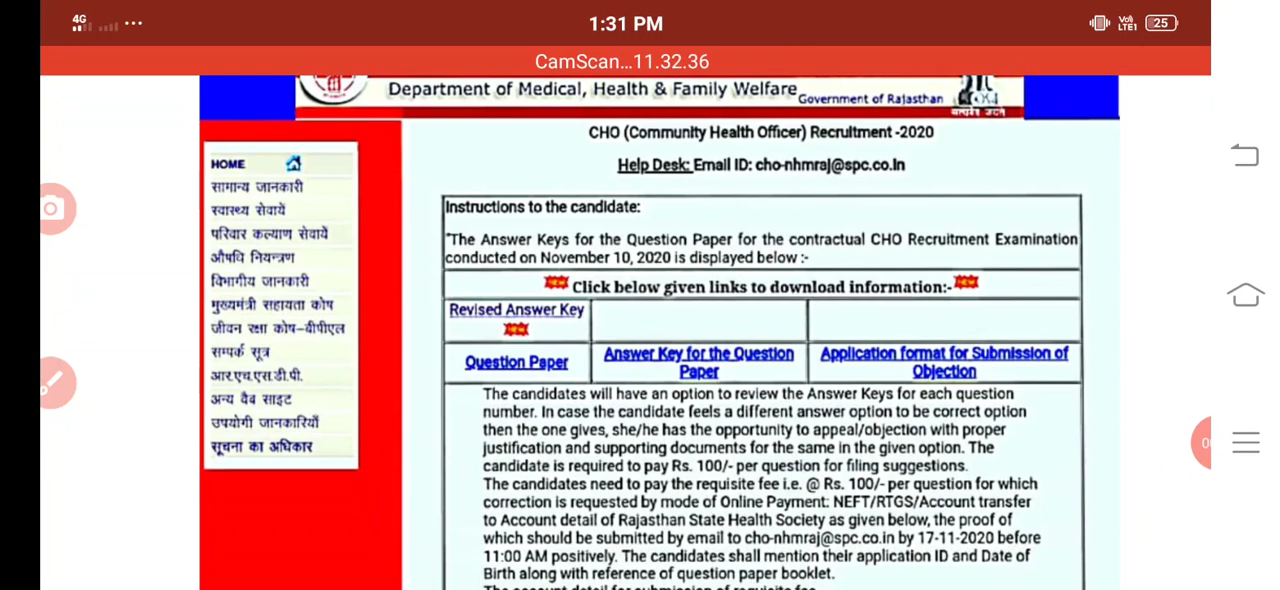 4G
1:31 PM
Vo)) LTE1
25
CamScan...11.32.36
Department of Medical, Health & Family Welfare
Government of Rajasthan
CHO (Community Health Officer) Recruitment -2020
Help Desk: Email ID: cho-nhmraj@spc.co.in
HOME
सामान्य जानकारी
स्वास्थ्य सेवायें
परिवार कल्याण सेवायें
औषधि नियन्त्रण
विभागीय जानकारी
मुख्यमंत्री सहायता कोष
जीवन रक्षा कोष-बीपीएल
सम्पर्क सूत्र
आर.एच.एस.डी.पी.
अन्य वैब साइट
उपयोगी जानकारियाँ
सूचना का अधिकार
Instructions to the candidate:
"The Answer Keys for the Question Paper for the contractual CHO Recruitment Examination
conducted on November 10, 2020 is displayed below :-
Click below given links to download information:-
Revised Answer Key
Question Paper
Answer Key for the Question
Paper
Application format for Submission of
Objection
The candidates will have an option to review the Answer Keys for each question
number. In case the candidate feels a different answer option to be correct option
then the one gives, she/he has the opportunity to appeal/objection with proper
justification and supporting documents for the same in the given option. The
candidate is required to pay Rs. 100/- per question for filing suggestions.
The candidates need to pay the requisite fee i.e. @ Rs. 100/- per question for which
correction is requested by mode of Online Payment: NEFT/RTGS/Account transfer
to Account detail of Rajasthan State Health Society as given below, the proof of
which should be submitted by email to cho-nhmraj@spc.co.in by 17-11-2020 before
11:00 AM positively. The candidates shall mention their application ID and Date of
Birth along with reference of question paper booklet.
The account detail for submission of requisite fee